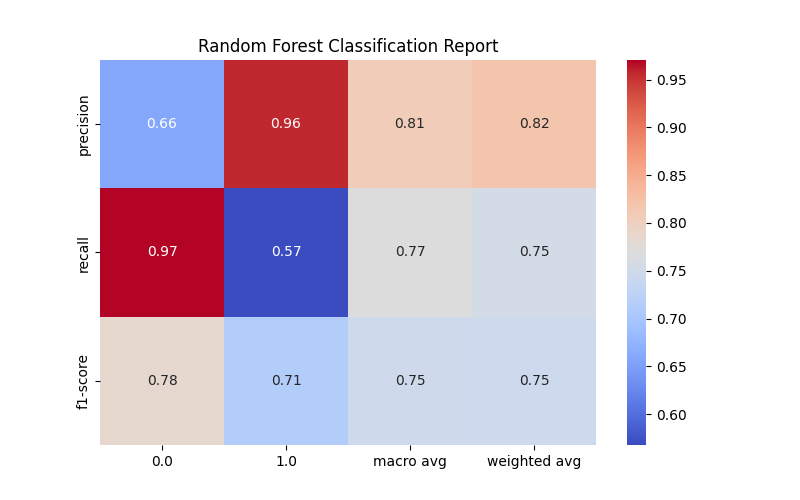 Random Forest Classification Report
precision 0.66 0.96 0.81 0.82
recall 0.97 0.57 0.77 0.75
f1-score 0.78 0.71 0.75 0.75
0.0 1.0 macro avg weighted avg
0.95
0.90
0.85
0.80
0.75
0.70
0.65
0.60